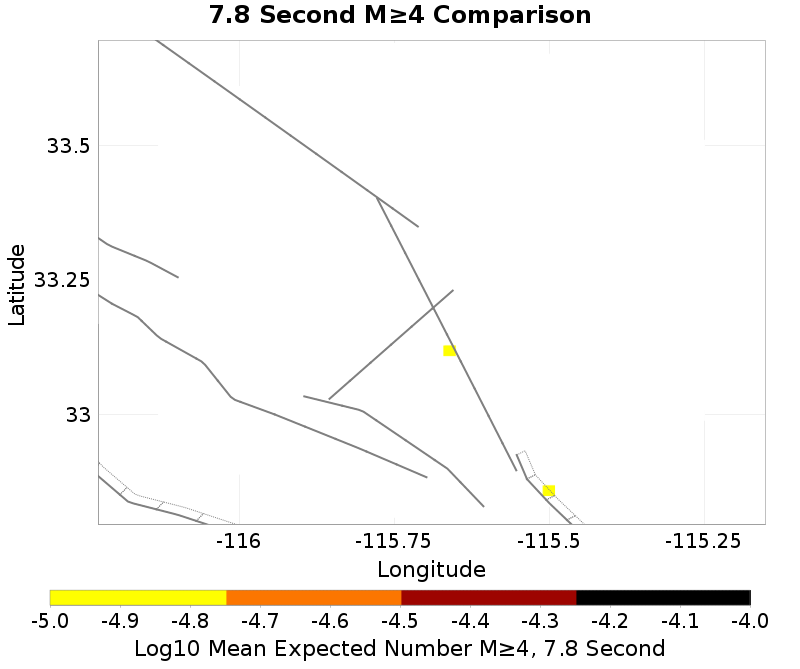 7.8 Second M≥4 Comparison
Latitude
33.5
33.25
33
-116 -115.75 -115.5 -115.25
Longitude
-5.0 -4.9 -4.8 -4.7 -4.6 -4.5 -4.4 -4.3 -4.2 -4.1 -4.0
Log10 Mean Expected Number M≥4, 7.8 Second